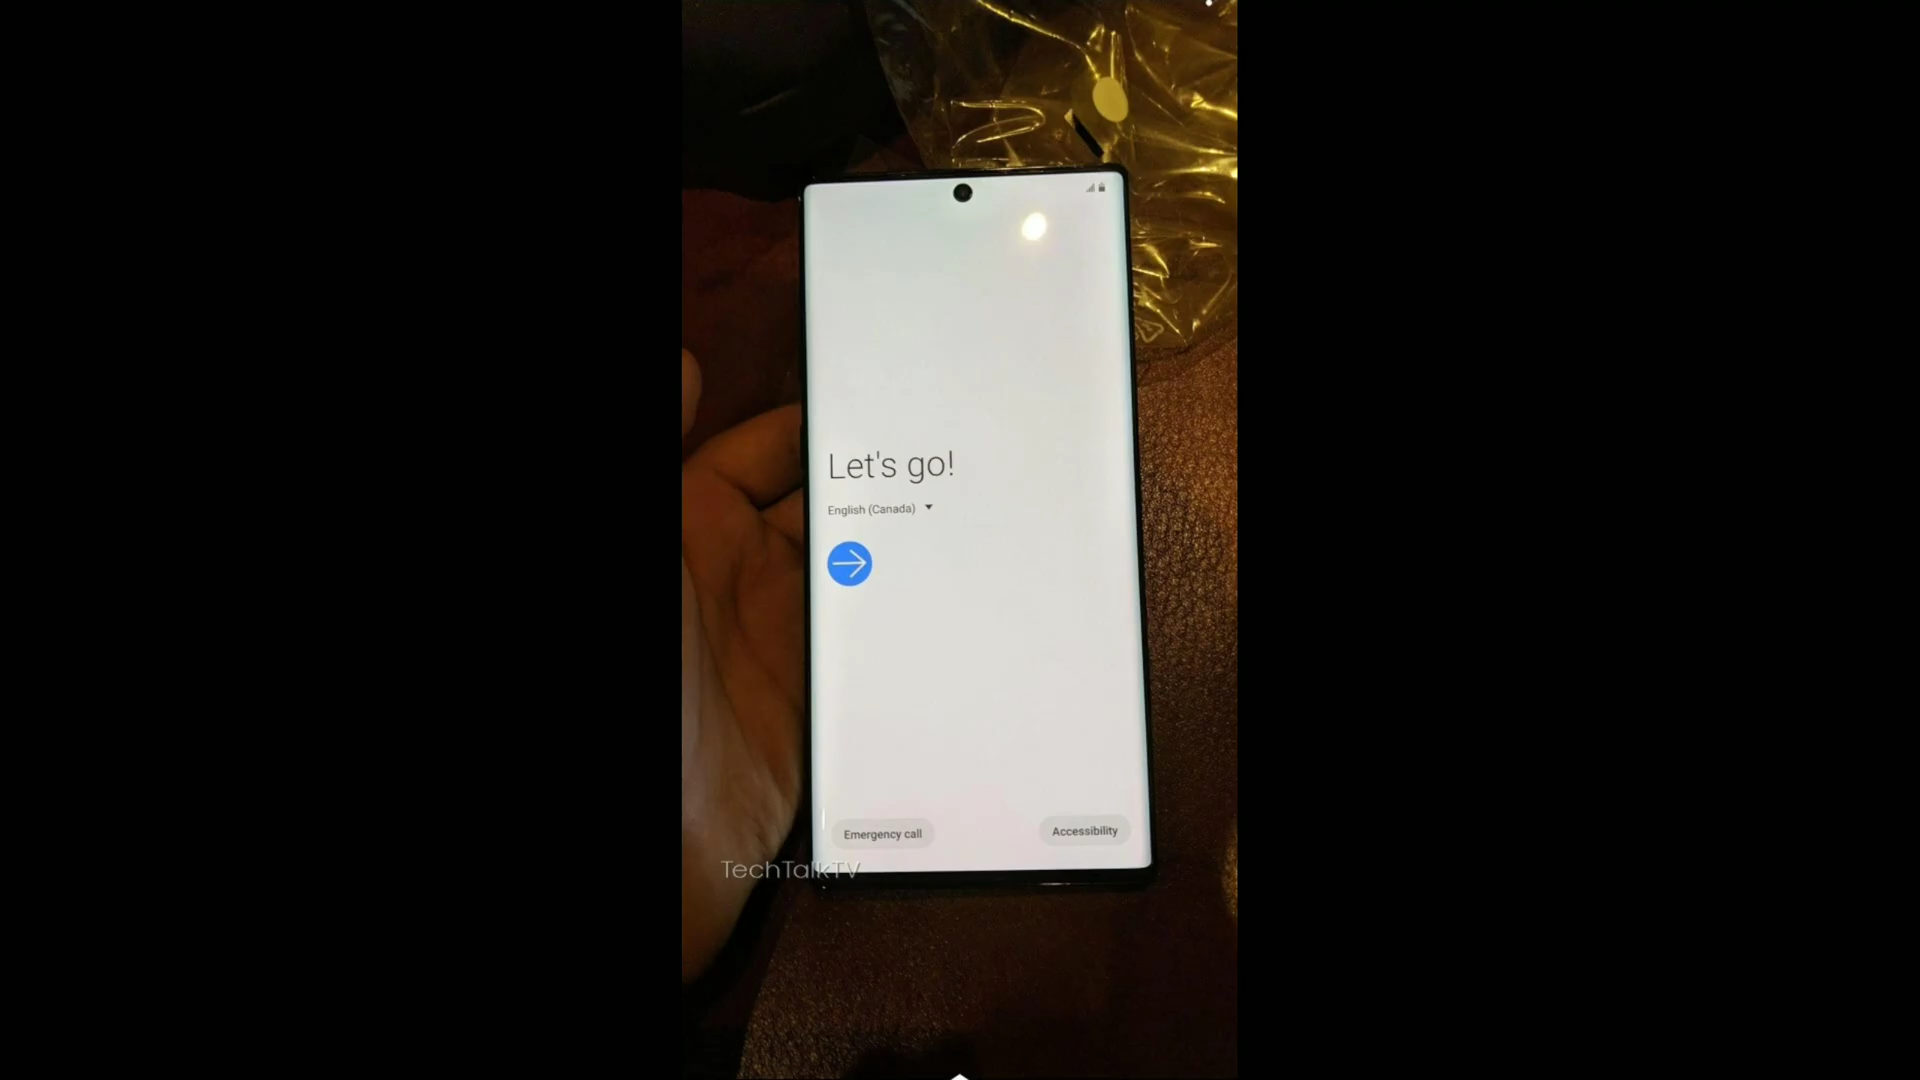 Let's go!
English (Canada)
Emergency call
Accessibility
TechTalkTV